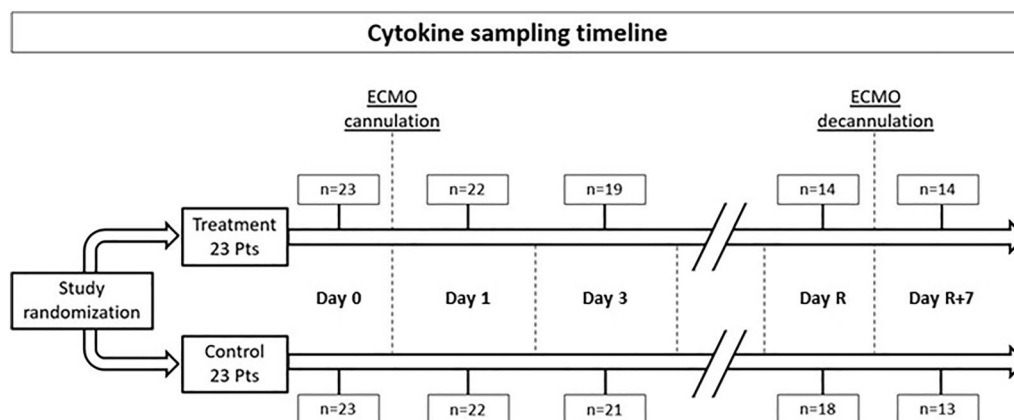 Cytokine sampling timeline
ECMO
cannulation
ECMO
decannulation
n=23
n=22
n=19
n=14
n=14
Treatment
23 Pts
Study
randomization
Day 0
Day 1
Day 3
Day R
Day R+7
Control
23 Pts
n=23
n=22
n=21
n=18
n=13